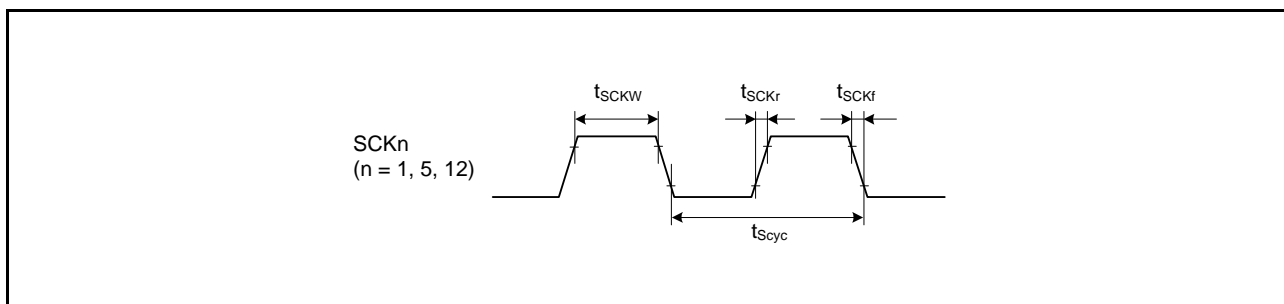 tSCKW
tSCKr
tSCKf
SCKn
(n = 1, 5, 12)
tScyc